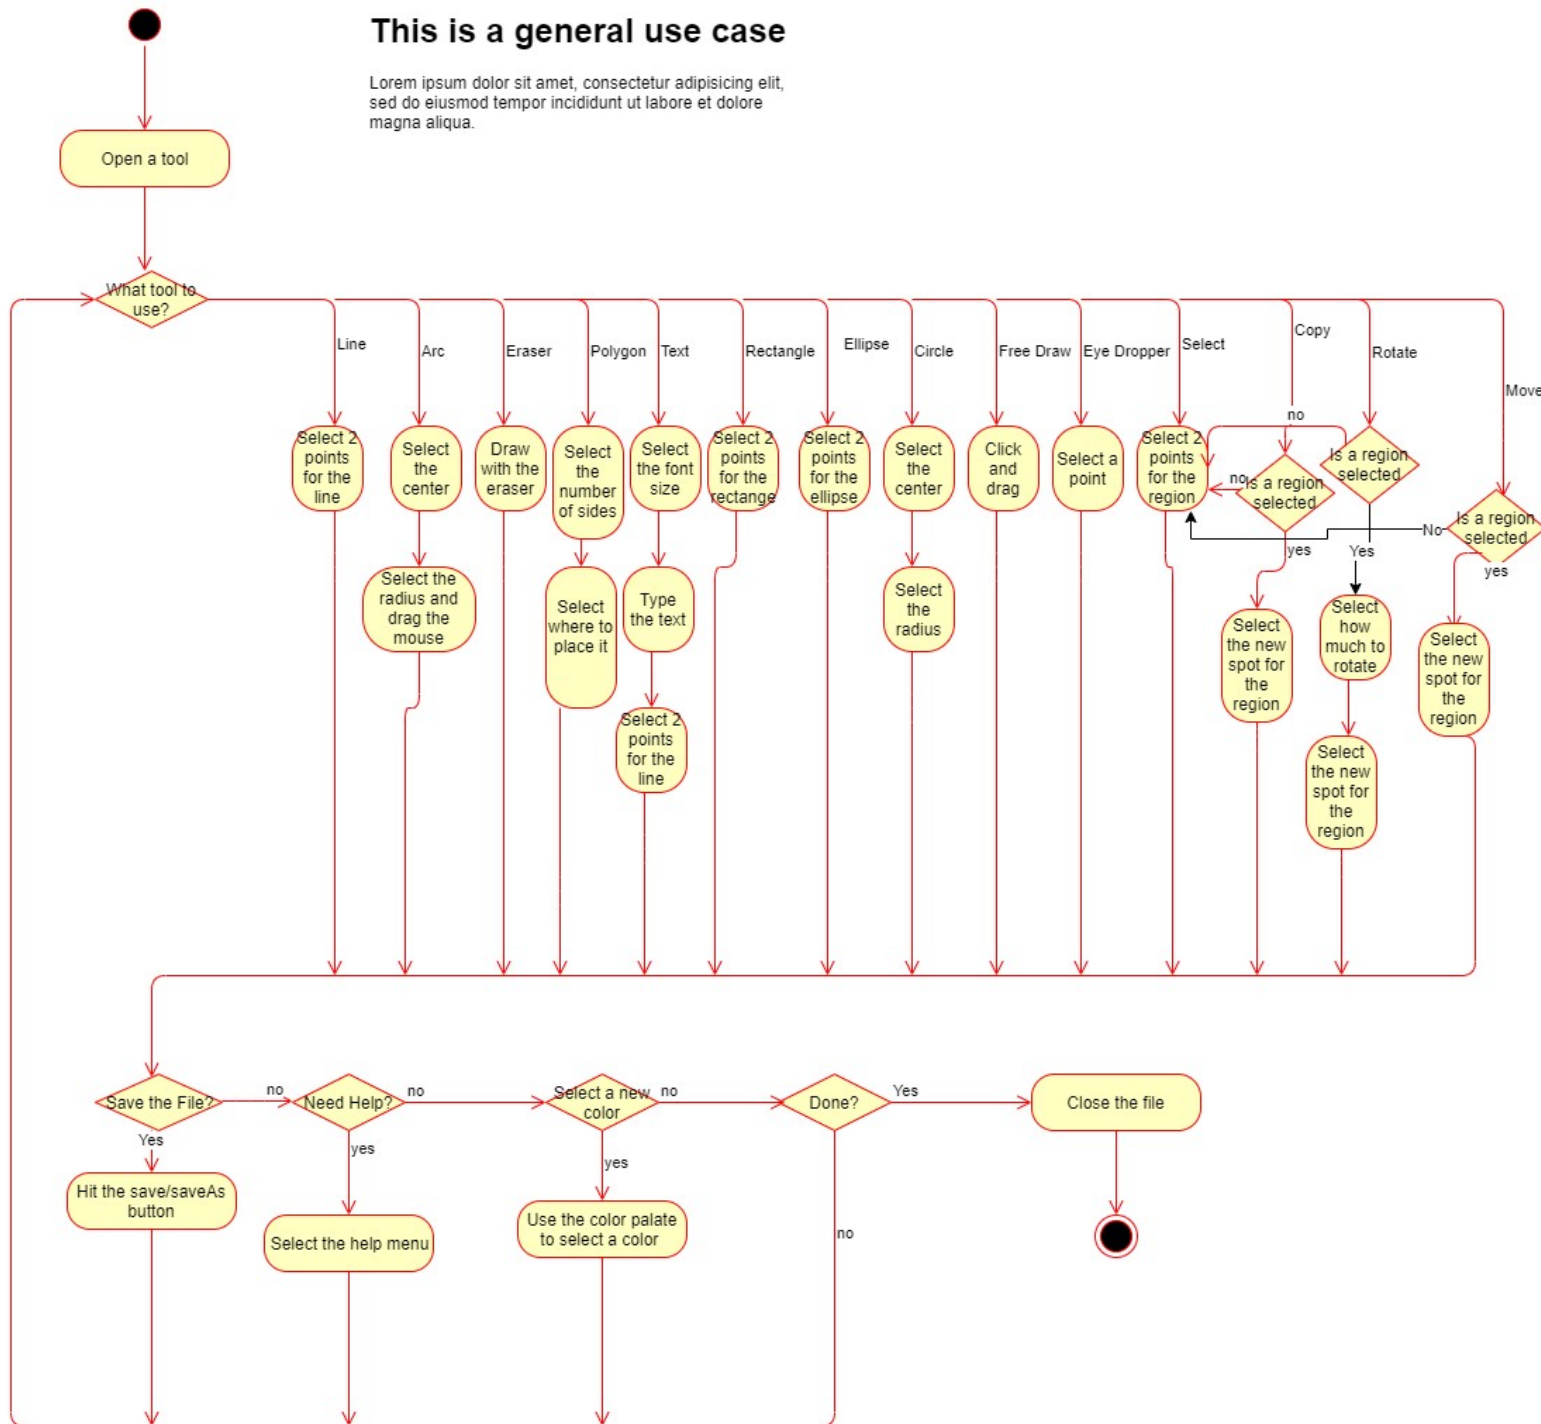 This is a general use case
Lorem ipsum dolor sit amet, consectetur adipisicing elit,
sed do eiusmod tempor incididunt ut labore et dolore
magna aliqua.
Open a tool
What tool to
use?
Line
Arc
Eraser
Polygon
Text
Rectangle
Ellipse
Circle
Free Draw
Eye Dropper
Select
Copy
Rotate
Move
Select 2
points
for the
line
Select
the
center
Draw
with the
eraser
Select
the
number
of sides
Select
the font
size
Select 2
points
for the
rectange
Select 2
points
for the
ellipse
Select
the
center
Click
and
drag
Select a
point
Select 2
points
for the
region
no
no
Is a region
selected
Is a region
selected
No
Is a region
selected
yes
Yes
yes
Select the
radius and
drag the
mouse
Select
where to
place it
Type
the text
Select
the
radius
Select
the new
spot for
the
region
Select
how
much to
rotate
Select
the new
spot for
the
region
Select 2
points
for the
line
Select
the new
spot for
the
region
Save the File?
no
Need Help?
no
Select a new
color
no
Done?
Yes
Close the file
Yes
yes
yes
Hit the save/saveAs
button
Select the help menu
Use the color palate
to select a color
no